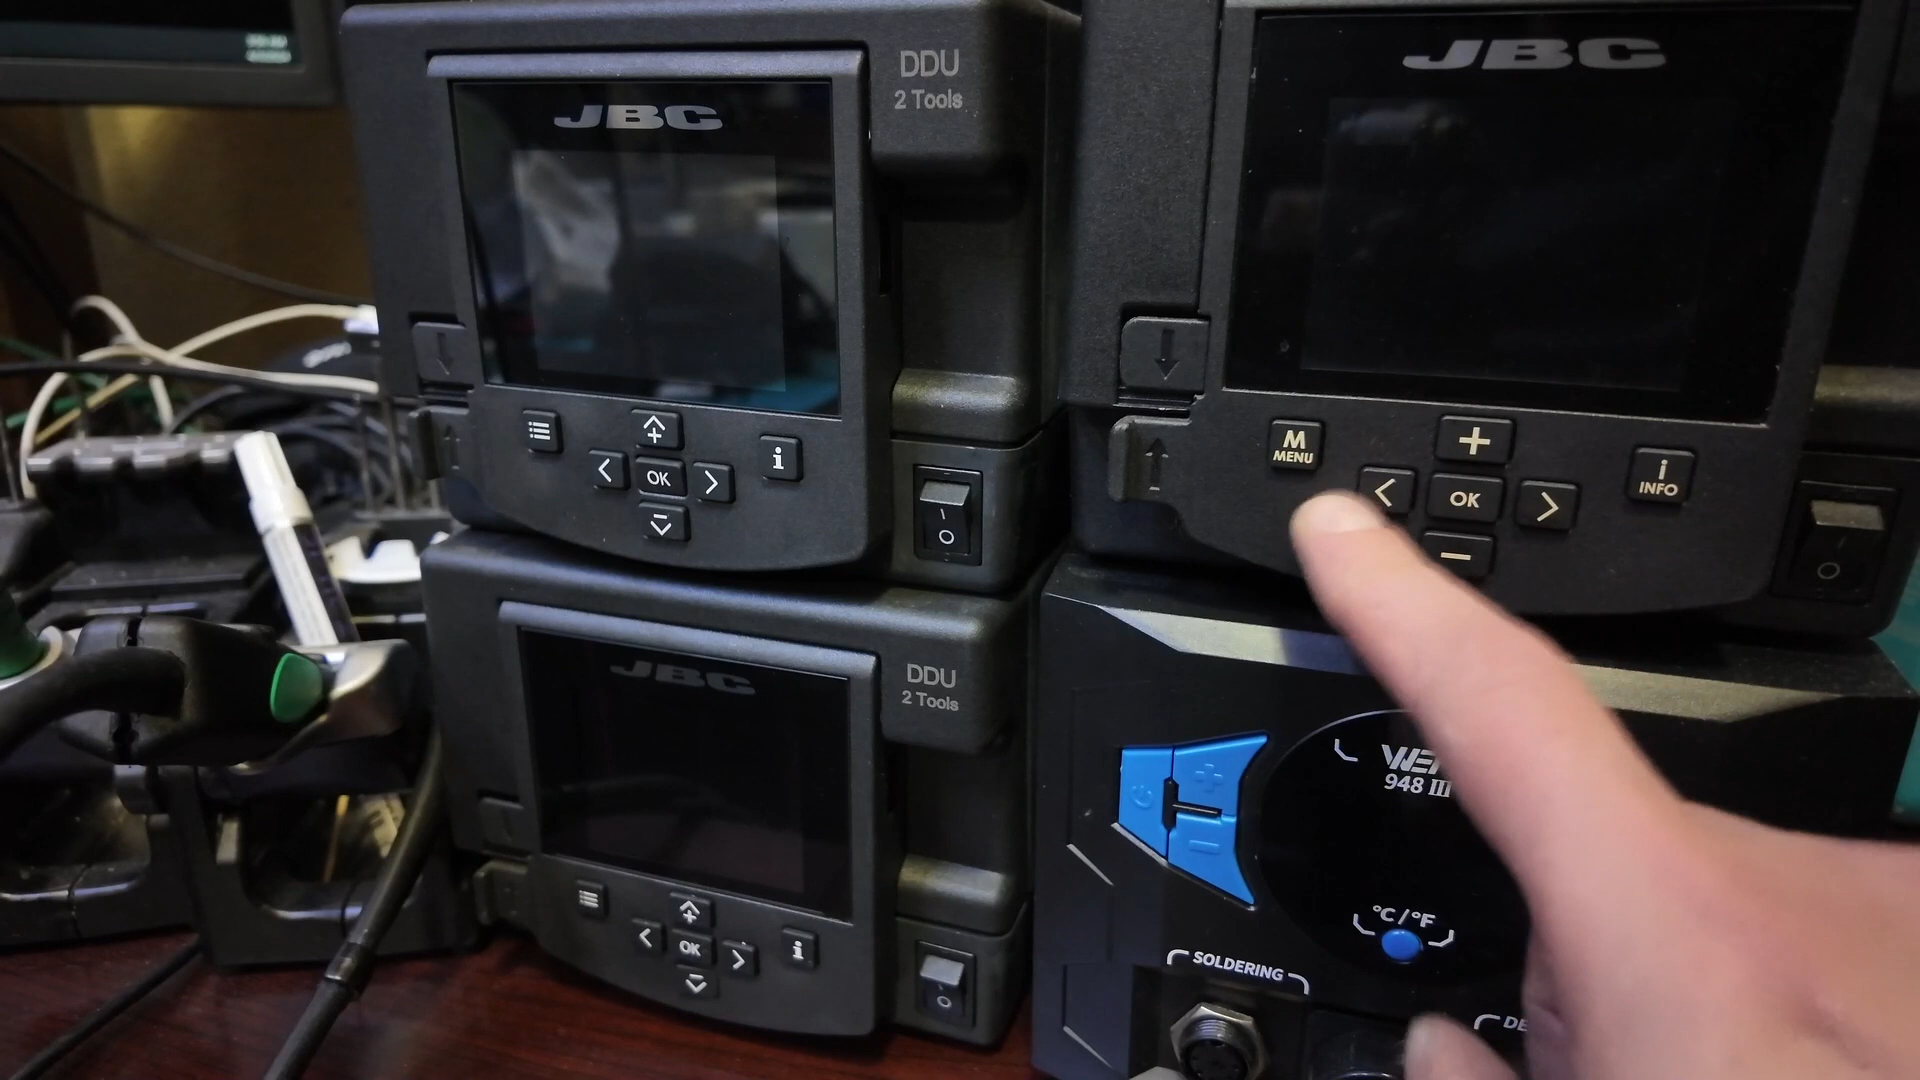 JBC
DDU
2 Tools
OK
i
JBC
M
MENU
+
OK
i
INFO
−
JBC
DDU
2 Tools
OK
i
948 III
°C/°F
SOLDERING